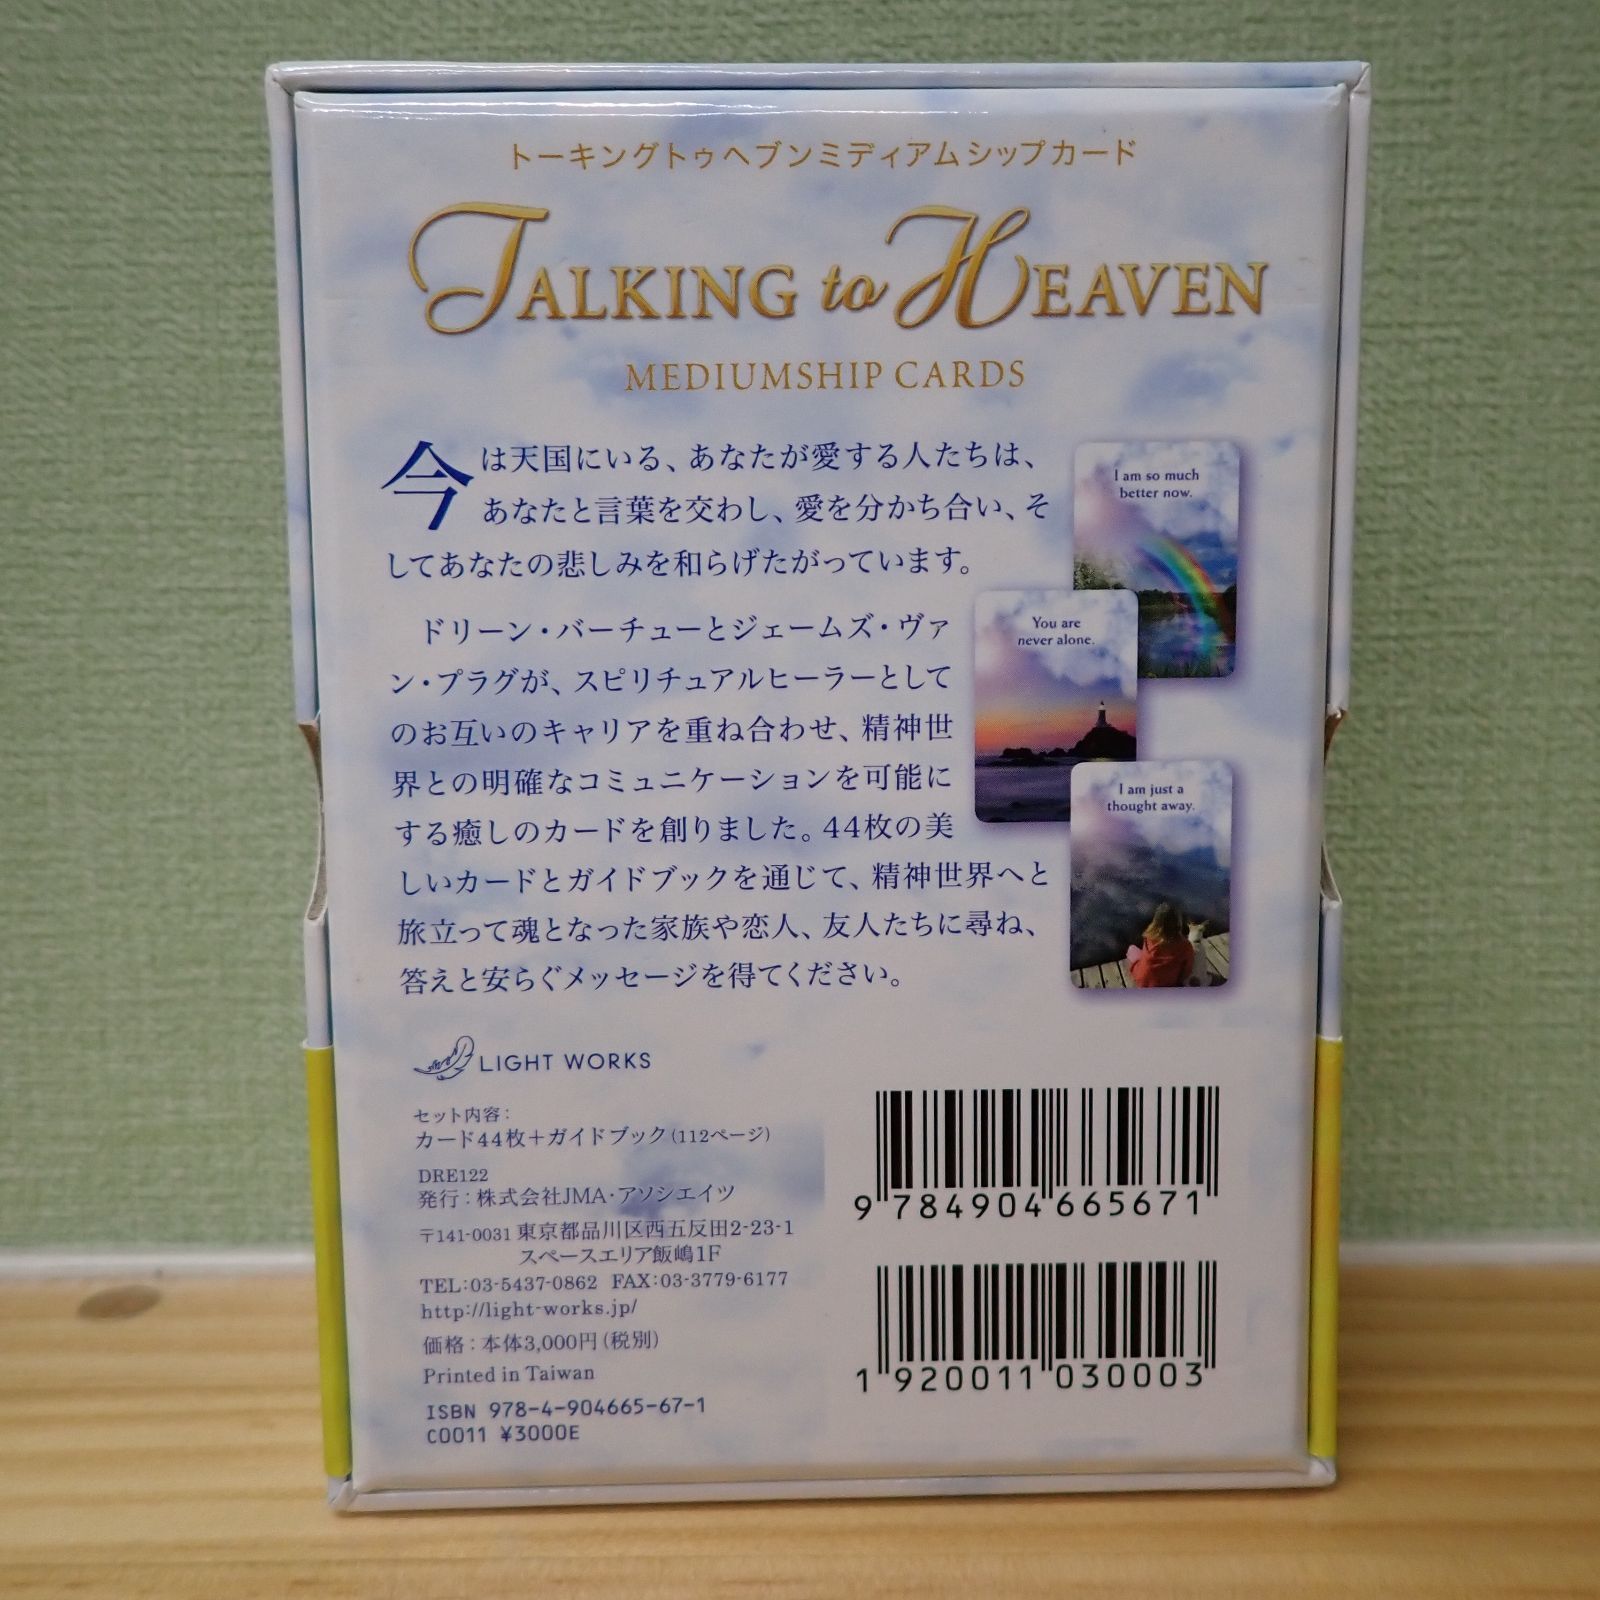 トーキングトゥヘブンミディアムシップカード
TALKING to HEAVEN
MEDIUMSHIP CARDS
今は天国にいる、あなたが愛する人たちは、
あなたと言葉を交わし、愛を分かち合い、そ
してあなたの悲しみを和らげたがっています。
ドリーン・バーチューとジェームズ・ヴァ
ン・プラグが、スピリチュアルヒーラーとして
のお互いのキャリアを重ね合わせ、精神世
界との明確なコミュニケーションを可能に
する癒しのカードを創りました。44枚の美
しいカードとガイドブックを通じて、精神世界へと
旅立って魂となった家族や恋人、友人たちに尋ね、
答えと安らぐメッセージを得てください。
I am so much
better now.
You are
never alone.
I am just a
thought away.
LIGHT WORKS
セット内容：
カード44枚＋ガイドブック（112ページ）
DRE122
発行：株式会社JMA・アソシエイツ
〒141-0031 東京都品川区西五反田2-23-1
スペースエリア飯嶋1F
TEL:03-5437-0862 FAX:03-3779-6177
http://light-works.jp/
価格：本体3,000円（税別）
Printed in Taiwan
ISBN 978-4-904665-67-1
C0011 ¥3000E
9 784904 665671
1 920011 030003